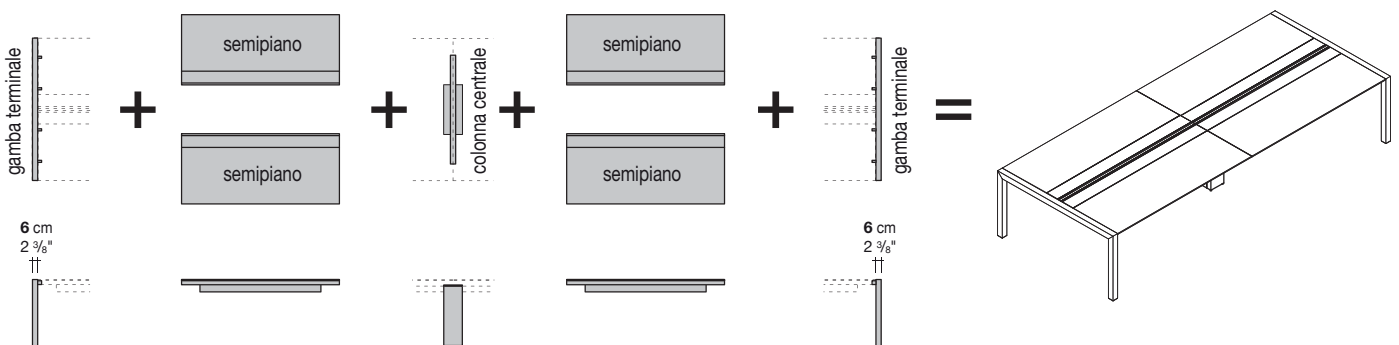 gamba terminale
+
semipiano
semipiano
+
colonna centrale
+
semipiano
semipiano
+
gamba terminale
=
6 cm
2 ³/₈"
6 cm
2 ³/₈"